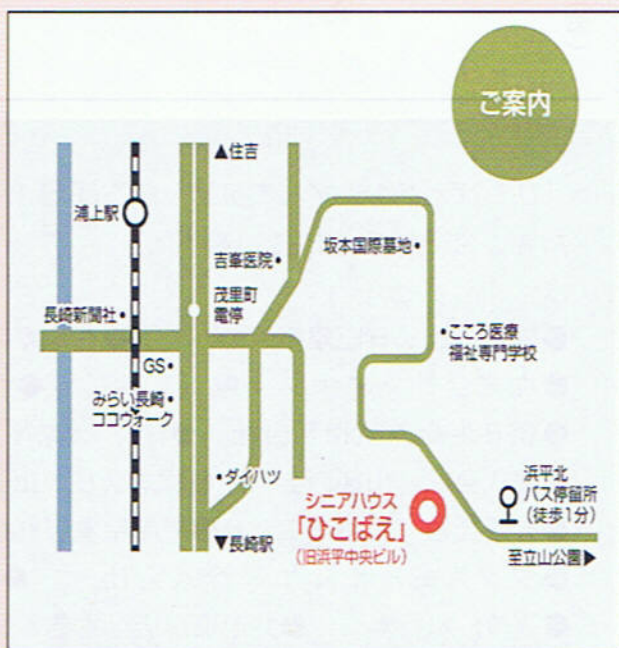 ご案内
▲住吉
浦上駅
坂本国際墓地
吉峯医院
茂里町
電停
長崎新聞社
こころ医療
福祉専門学校
GS
みらい長崎
ココウォーク
ダイハツ
浜平北
バス停留所
(徒歩1分)
シニアハウス
「ひこばえ」
(旧浜平中央ビル)
▼長崎駅
至立山公園▶